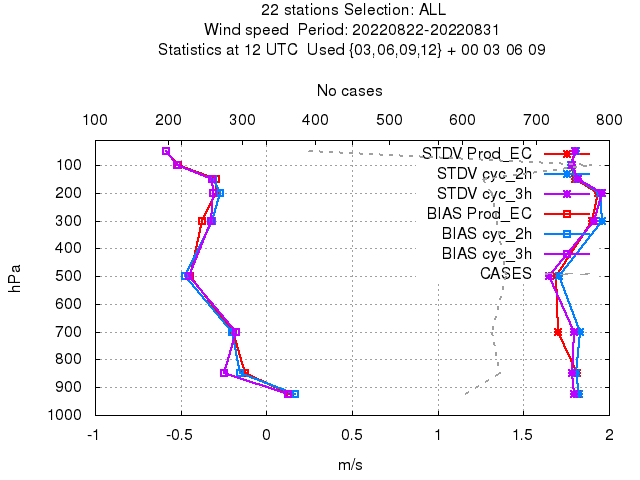 22 stations Selection: ALL
Wind speed  Period: 20220822-20220831
Statistics at 12 UTC  Used {03,06,09,12} + 00 03 06 09
No cases
100 200 300 400 500 600 700 800
STDV Prod_EC
STDV cyc_2h
STDV cyc_3h
BIAS Prod_EC
BIAS cyc_2h
BIAS cyc_3h
CASES
100
200
300
400
500
600
700
800
900
1000
hPa
-1 -0.5 0 0.5 1 1.5 2
m/s